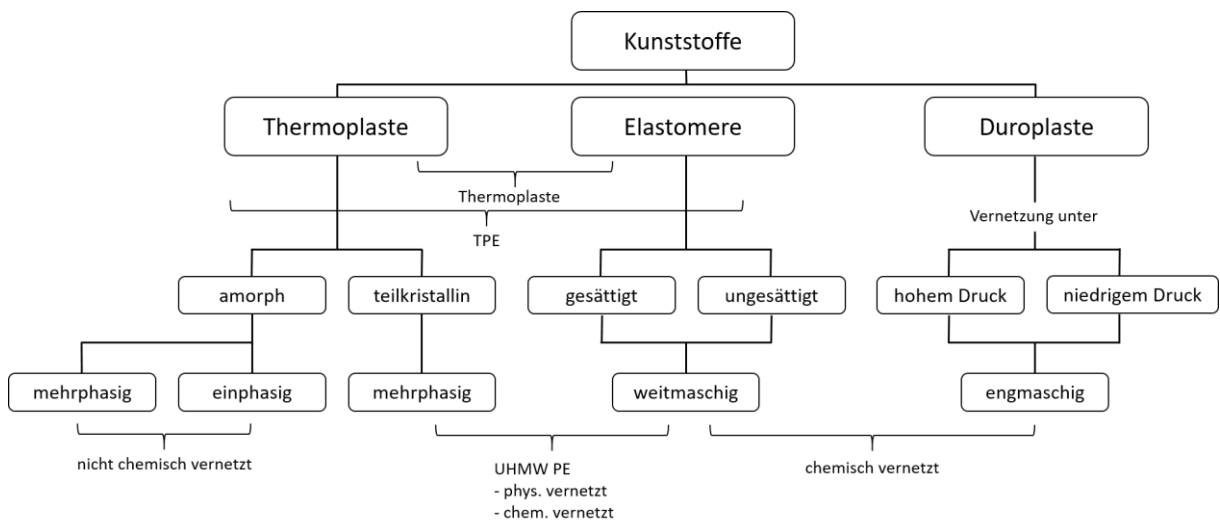 Kunststoffe
Thermoplaste
Elastomere
Duroplaste
Thermoplaste
TPE
Vernetzung unter
amorph
teilkristallin
gesättigt
ungesättigt
hohem Druck
niedrigem Druck
mehrphasig
einphasig
mehrphasig
weitmaschig
engmaschig
nicht chemisch vernetzt
UHMW PE
- phys. vernetzt
- chem. vernetzt
chemisch vernetzt